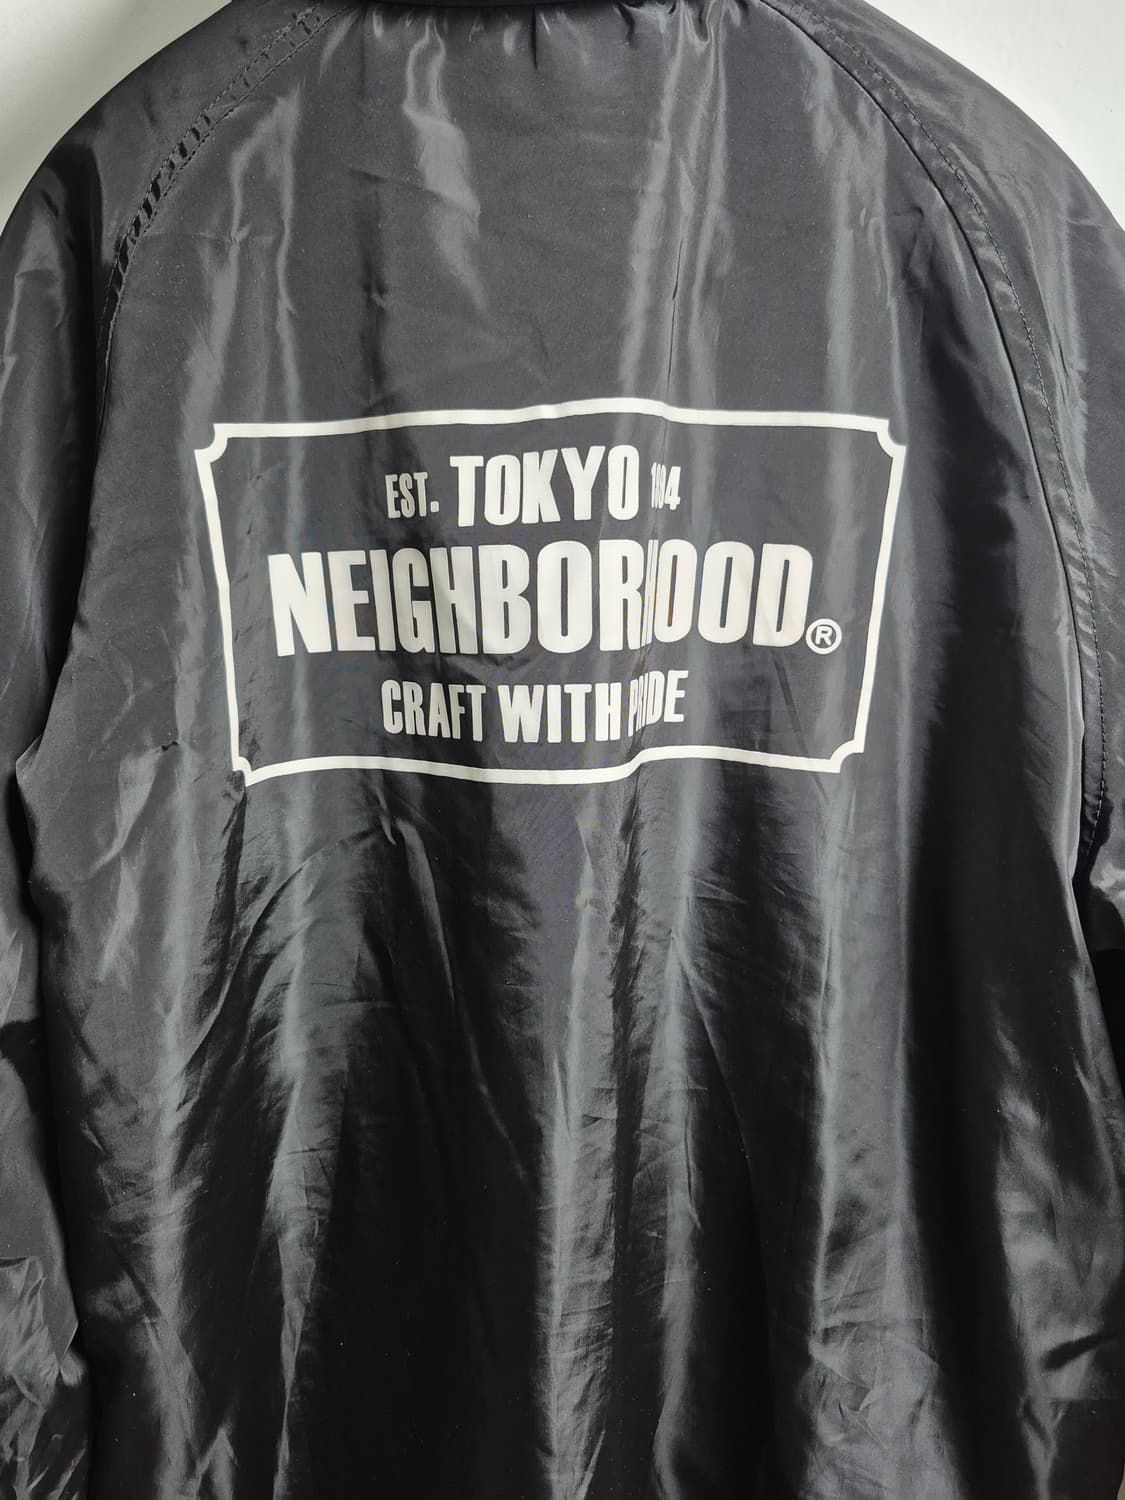 EST. TOKYO 1994
NEIGHBORHOOD®
CRAFT WITH PRIDE